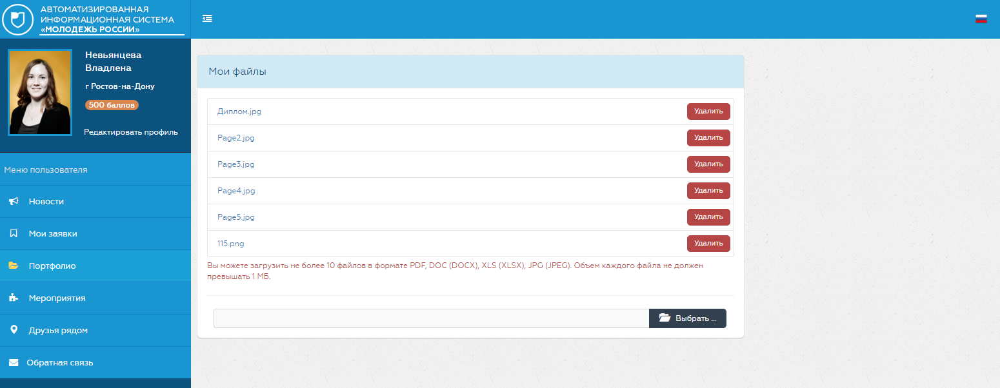 АВТОМАТИЗИРОВАННАЯ
ИНФОРМАЦИОННАЯ СИСТЕМА
«МОЛОДЕЖЬ РОССИИ»
Невьянцева
Владлена
г Ростов-на-Дону
500 баллов
Редактировать профиль
Меню пользователя
Новости
Мои заявки
Портфолио
Мероприятия
Друзья рядом
Обратная связь
Мои файлы
Диплом.jpg Удалить
Page2.jpg Удалить
Page3.jpg Удалить
Page4.jpg Удалить
Page5.jpg Удалить
115.png Удалить
Вы можете загрузить не более 10 файлов в формате PDF, DOC (DOCX), XLS (XLSX), JPG (JPEG). Объем каждого файла не должен
превышать 1 МБ.
Выбрать ...